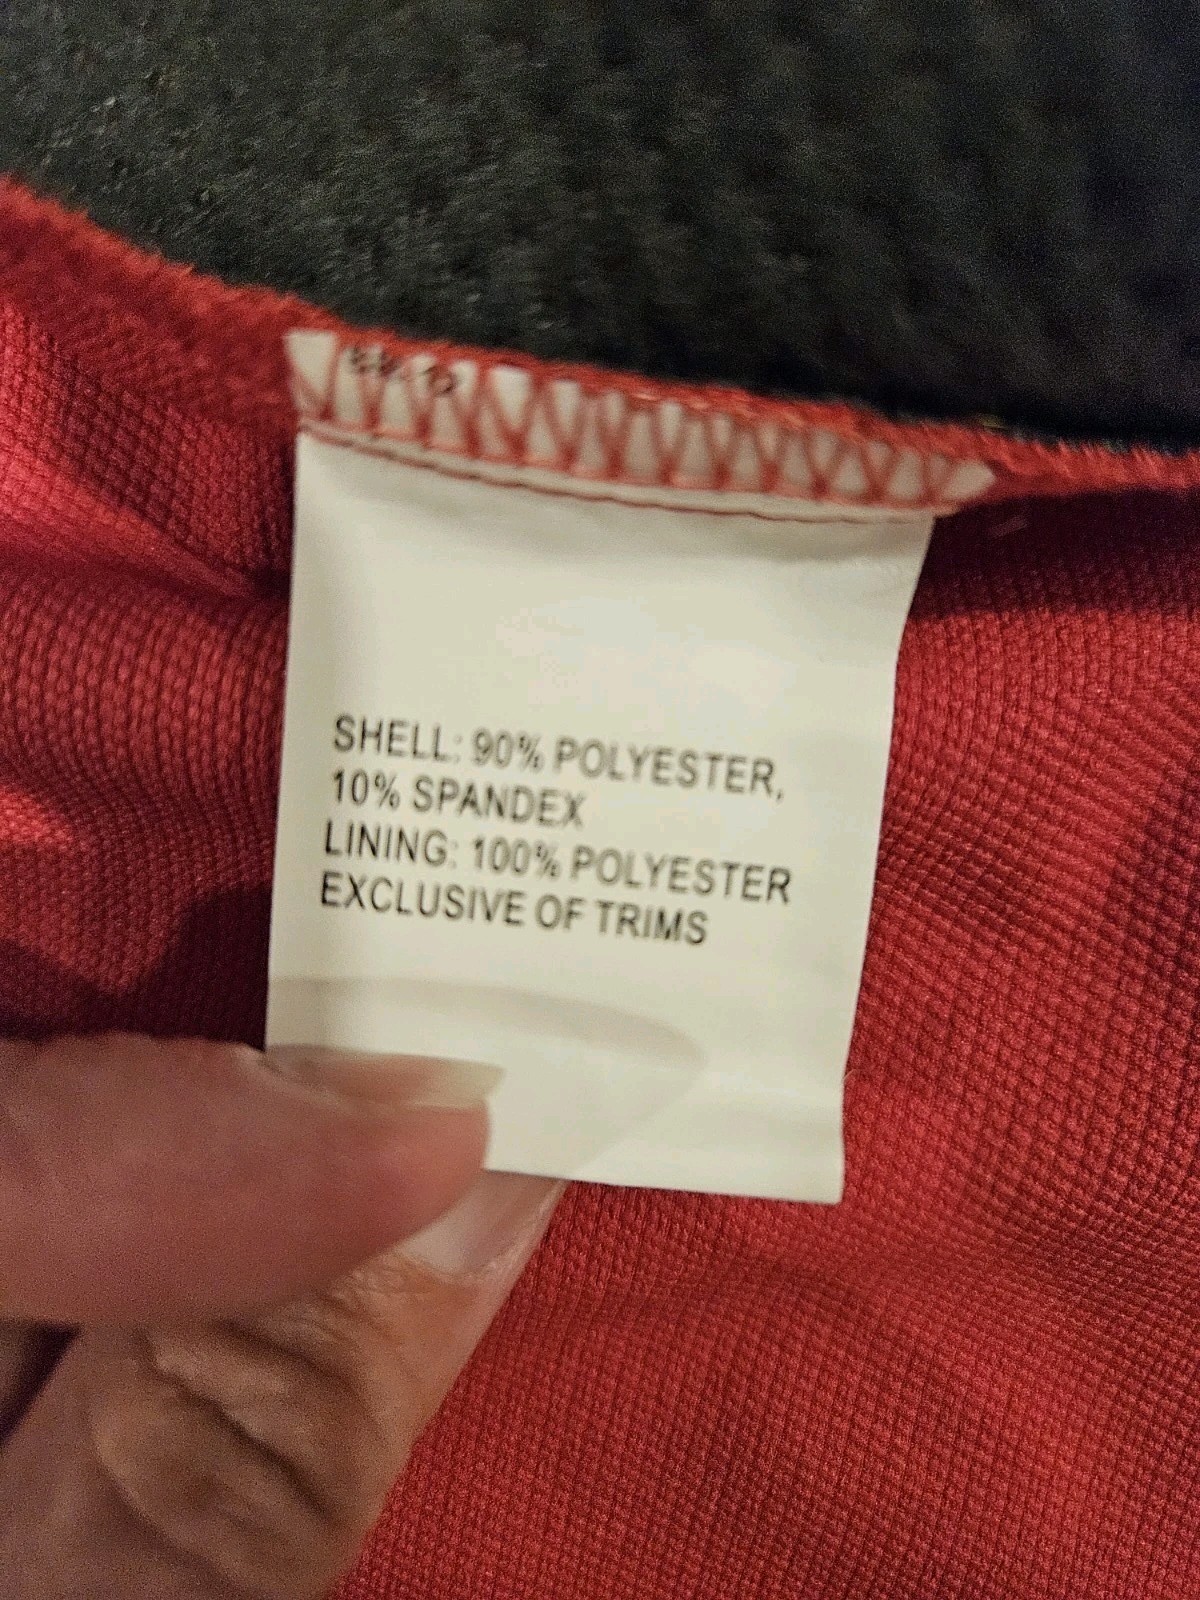 SHELL: 90% POLYESTER,
10% SPANDEX
LINING: 100% POLYESTER
EXCLUSIVE OF TRIMS